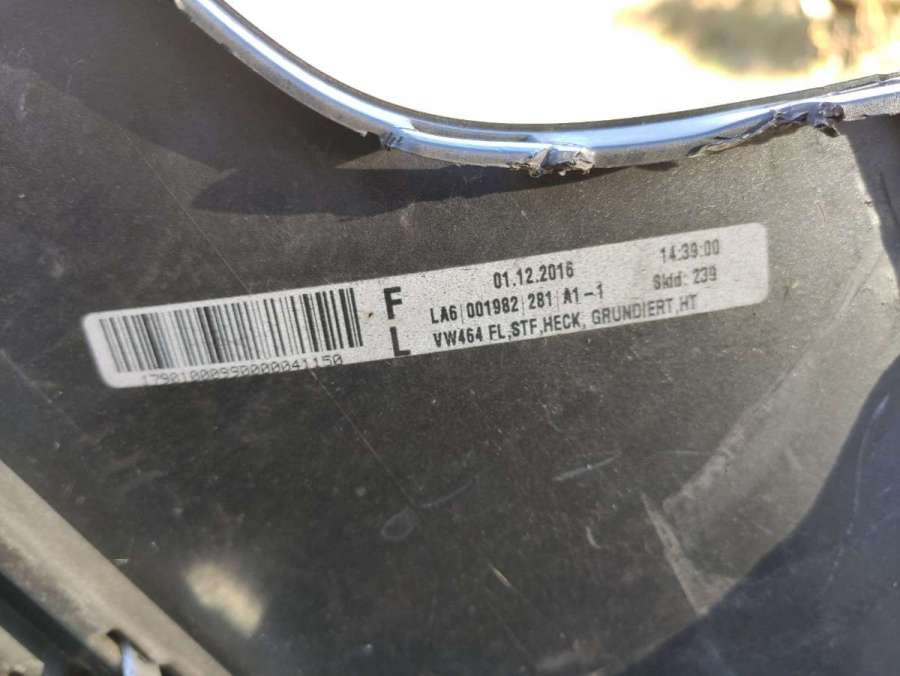 01.12.2016 14:39:00
F LA6|001982|281|A1-1 Skid: 239
L VW464 FL,STF,HECK, GRUNDIERT,HT
17901000990000041150